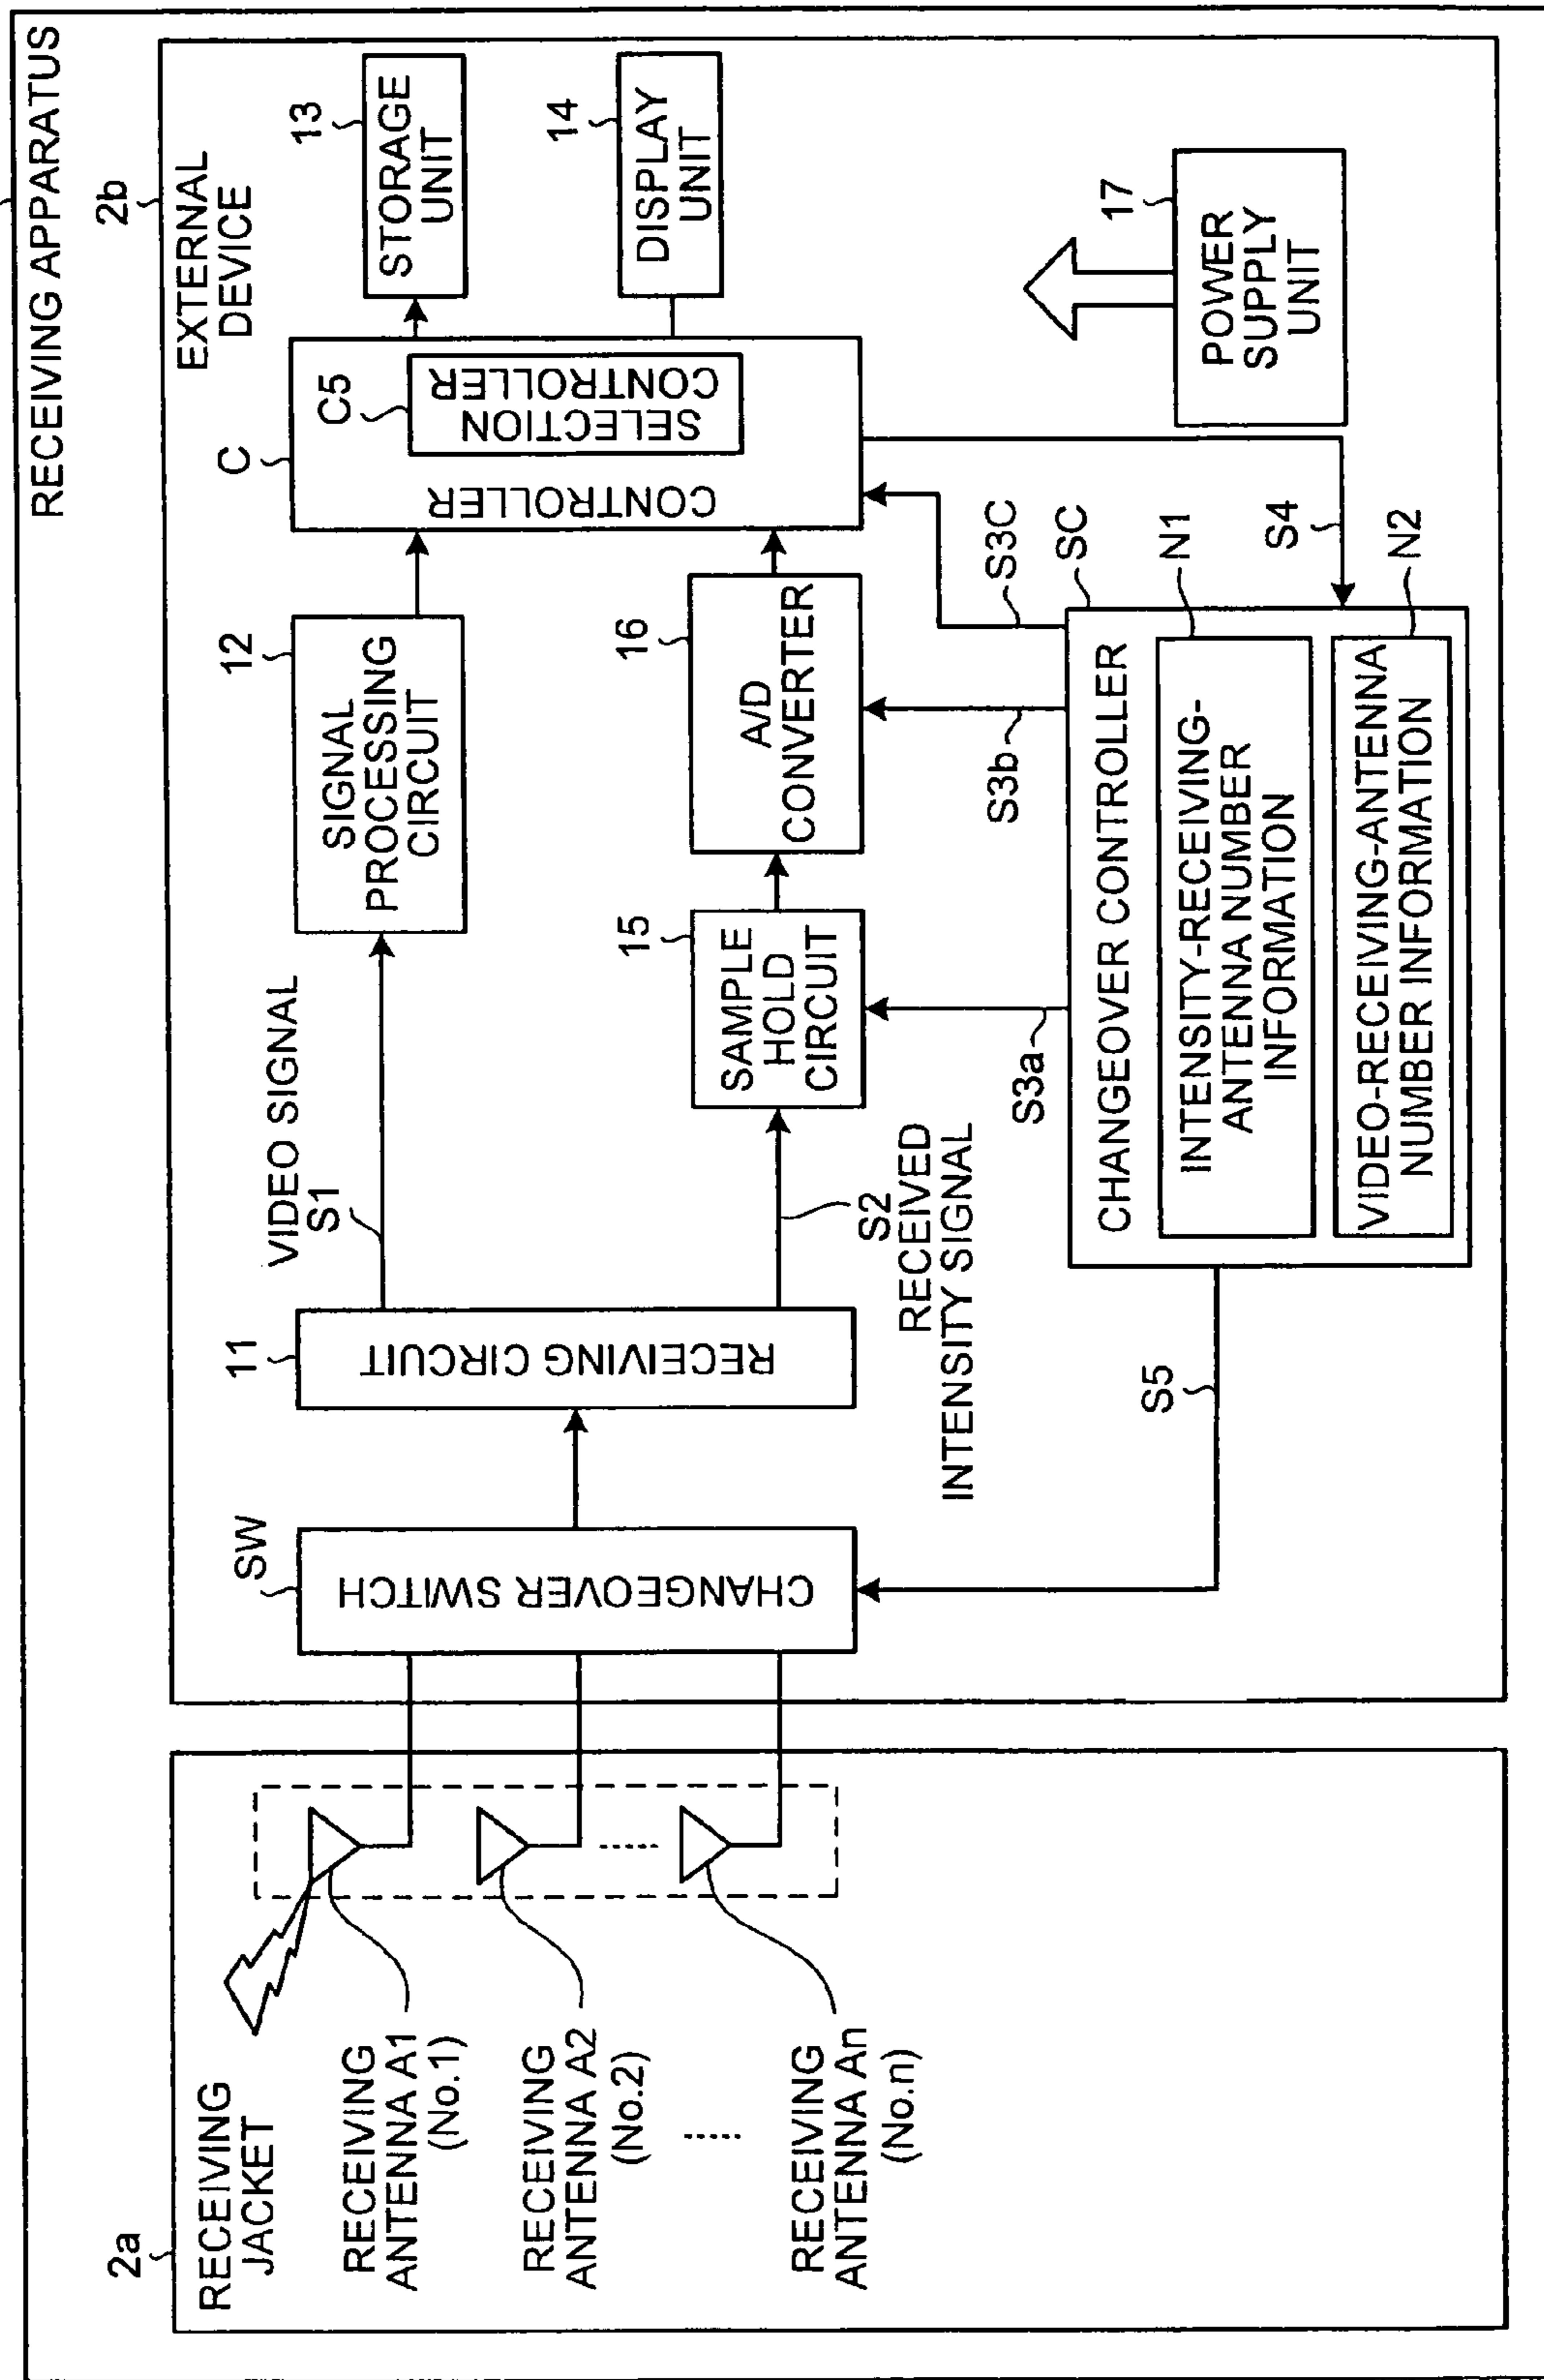 RECEIVING APPARATUS
2a
RECEIVING
JACKET
RECEIVING
ANTENNA A1
(No.1)
RECEIVING
ANTENNA A2
(No.2)
......
RECEIVING
ANTENNA An
(No.n)
......
2b
EXTERNAL
DEVICE
SW
CHANGEOVER SWITCH
11
RECEIVING CIRCUIT
VIDEO SIGNAL
S1
S2
RECEIVED
INTENSITY SIGNAL
12
SIGNAL
PROCESSING
CIRCUIT
15
SAMPLE
HOLD
CIRCUIT
16
A/D
CONVERTER
C
CONTROLLER
C5
SELECTION
CONTROLLER
13
STORAGE
UNIT
14
DISPLAY
UNIT
S3a
S3b
S3C
SC
CHANGEOVER CONTROLLER
N1
INTENSITY-RECEIVING-
ANTENNA NUMBER
INFORMATION
N2
VIDEO-RECEIVING-ANTENNA
NUMBER INFORMATION
S4
S5
17
POWER
SUPPLY
UNIT